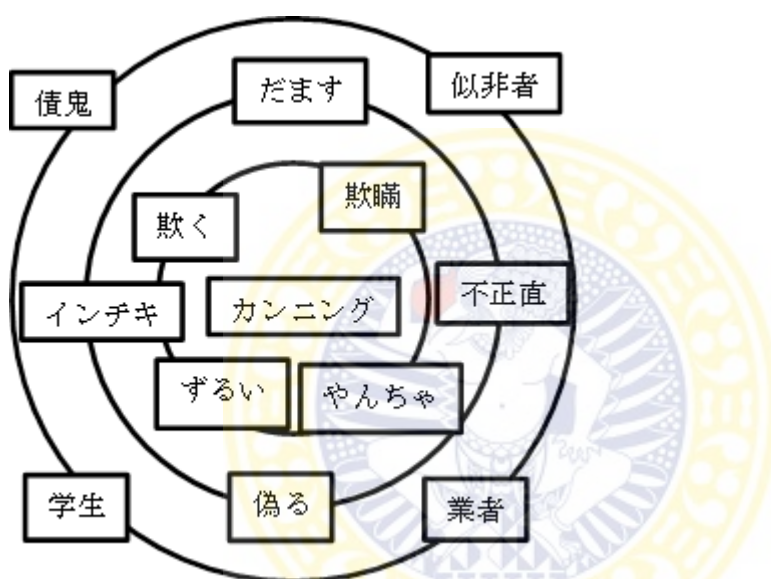 だます
似非者
債鬼
欺瞞
欺く
不正直
インチキ
カンニング
ずるい
やんちゃ
学生
偽る
業者